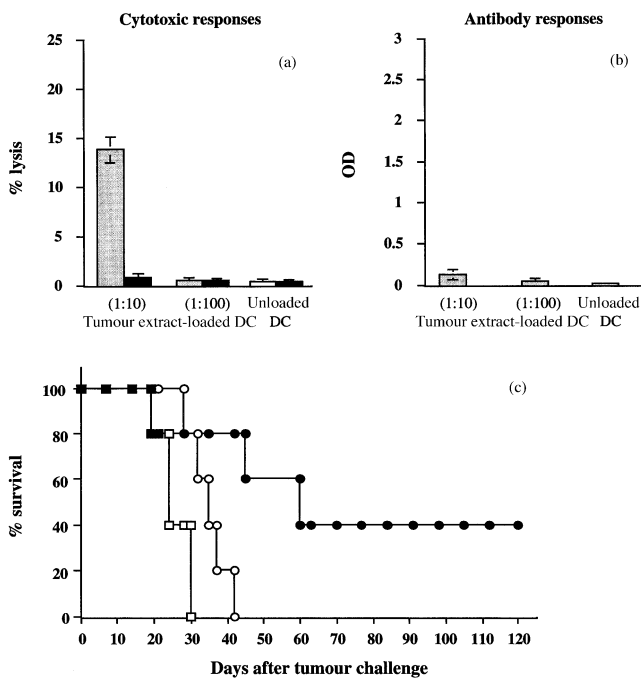 Cytotoxic responses
Antibody responses
(a)
(b)
25
20
15
10
5
0
% lysis
3
2.5
2
1.5
1
0.5
0
OD
(1:10) (1:100) Unloaded
Tumour extract-loaded DC DC
(1:10) (1:100) Unloaded
Tumour extract-loaded DC DC
(c)
100
80
60
40
20
0
% survival
0 10 20 30 40 50 60 70 80 90 100 110 120
Days after tumour challenge